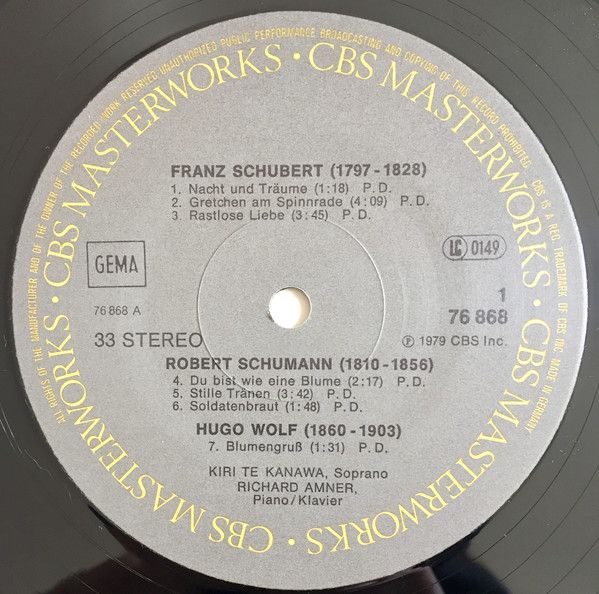 ALL RIGHTS OF THE MANUFACTURER AND OF THE OWNER OF THE RECORDED WORK RESERVED UNAUTHORIZED PUBLIC PERFORMANCE BROADCASTING AND COPYING OF THIS RECORD PROHIBITED. CBS IS A REG. TRADEMARK OF CBS INC. MADE IN GERMANY
CBS MASTERWORKS · CBS MASTERWORKS · CBS MASTERWORKS · CBS MASTERWORKS ·
FRANZ SCHUBERT (1797-1828)
1. Nacht und Träume (1:18) P.D.
2. Gretchen am Spinnrade (4:09) P.D.
3. Rastlose Liebe (3:45) P.D.
GEMA
LC 0149
76 868 A
1
76 868
33 STEREO
℗ 1979 CBS Inc.
ROBERT SCHUMANN (1810-1856)
4. Du bist wie eine Blume (2:17) P.D.
5. Stille Tränen (3:42) P.D.
6. Soldatenbraut (1:48) P.D.
HUGO WOLF (1860-1903)
7. Blumengruß (1:31) P.D.
KIRI TE KANAWA, Soprano
RICHARD AMNER,
Piano/Klavier